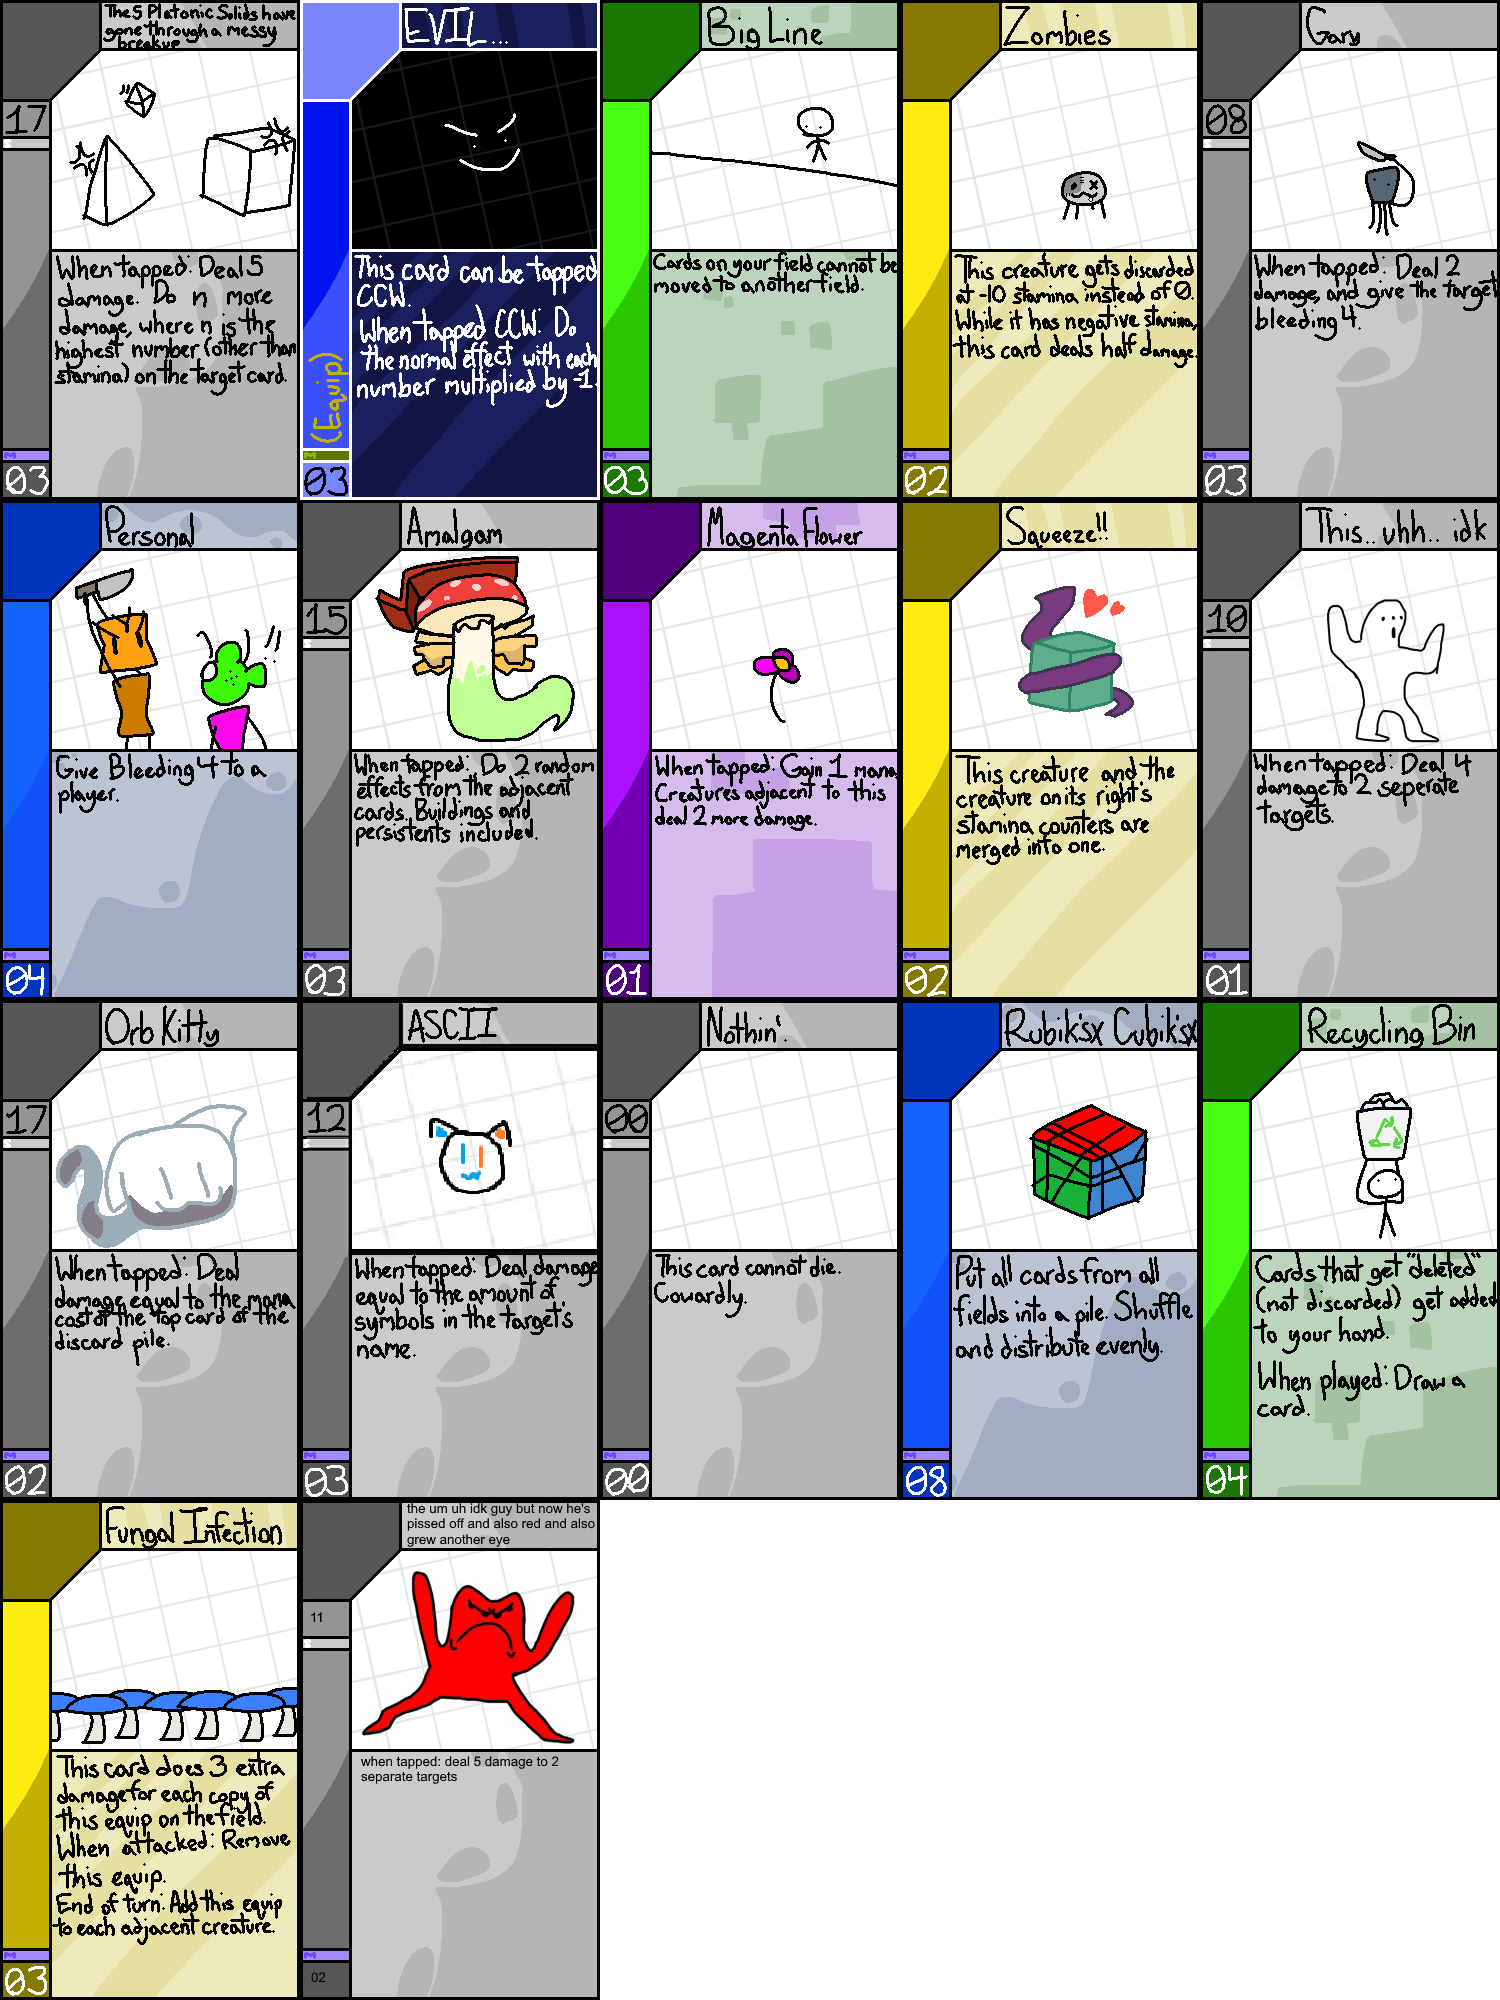 The 5 Platonic Solids have
gone through a messy
breakup
17
When tapped: Deal 5
damage. Do n more
damage, where n is the
highest number (other than
stamina) on the target card.
M
03
EVIL...
This card can be tapped
CCW.
When tapped CCW: Do
the normal effect with each
number multiplied by -1.
(Equip)
M
03
Big Line
Cards on your field cannot be
moved to another field.
M
03
Zombies
This creature gets discarded
at -10 stamina instead of 0.
While it has negative stamina,
this card deals half damage.
M
02
Gary
08
When tapped: Deal 2
damage, and give the target
bleeding 4.
M
03
Personal
Give Bleeding 4 to a
player.
M
04
Amalgam
15
When tapped: Do 2 random
effects from the adjacent
cards. Buildings and
persistents included.
M
03
Magenta Flower
When tapped: Gain 1 mana
Creatures adjacent to this
deal 2 more damage.
M
01
Squeeze!!
This creature and the
creature on its right's
stamina counters are
merged into one.
M
02
This.. uhh.. idk
10
When tapped: Deal 4
damage to 2 seperate
targets.
M
01
Orb Kitty
17
When tapped: Deal
damage equal to the mana
cost of the top card of the
discard pile.
M
02
ASCII
12
When tapped: Deal damage
equal to the amount of
symbols in the target's
name.
M
03
Nothin'.
00
This card cannot die.
Cowardly.
M
00
Rubik'sx Cubik'sx
Put all cards from all
fields into a pile. Shuffle
and distribute evenly.
M
08
Recycling Bin
Cards that get "deleted"
(not discarded) get added
to your hand.
When played: Draw a
card.
M
04
Fungal Infection
This card does 3 extra
damage for each copy of
this equip on the field.
When attacked: Remove
this equip.
End of turn: Add this equip
to each adjacent creature.
M
03
the um uh idk guy but now he's
pissed off and also red and also
grew another eye
11
when tapped: deal 5 damage to 2
separate targets
M
02